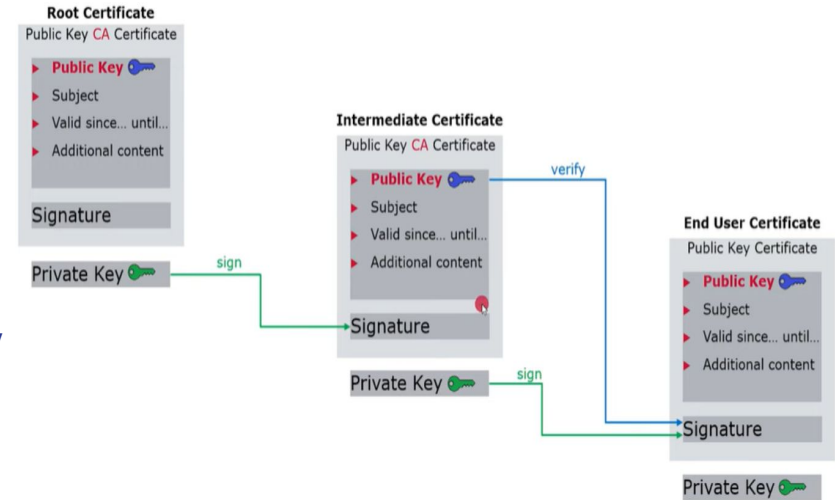 Root Certificate
Public Key CA Certificate
Public Key
Subject
Valid since... until...
Additional content
Signature
Private Key
sign
Intermediate Certificate
Public Key CA Certificate
Public Key
Subject
Valid since... until...
Additional content
Signature
Private Key
verify
sign
End User Certificate
Public Key Certificate
Public Key
Subject
Valid since... until...
Additional content
Signature
Private Key